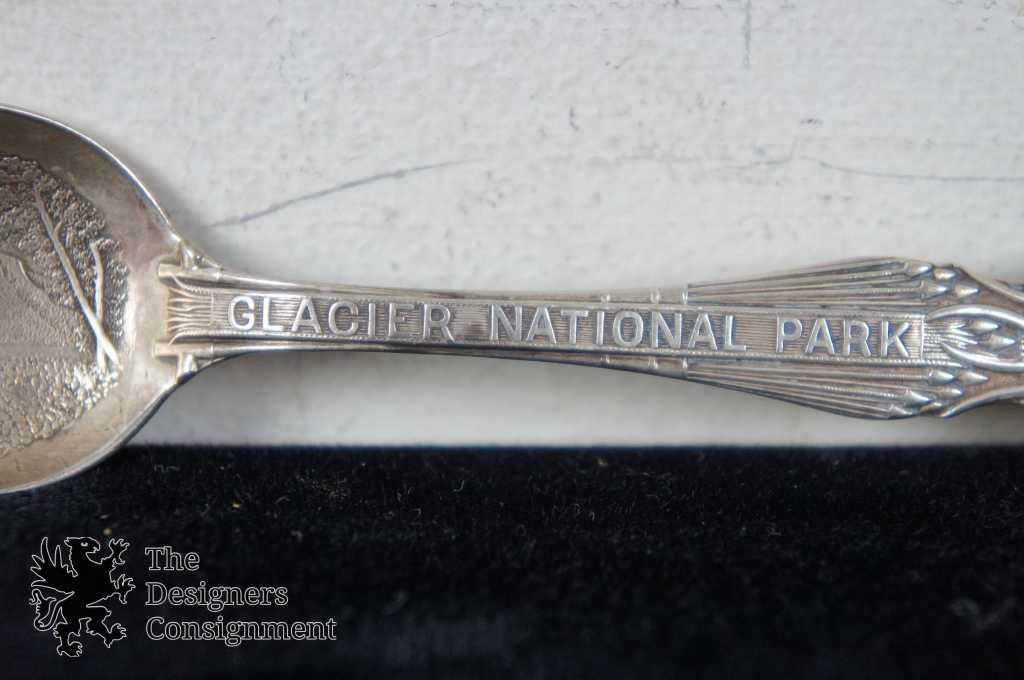 GLACIER NATIONAL PARK
The
Designers
Consignment